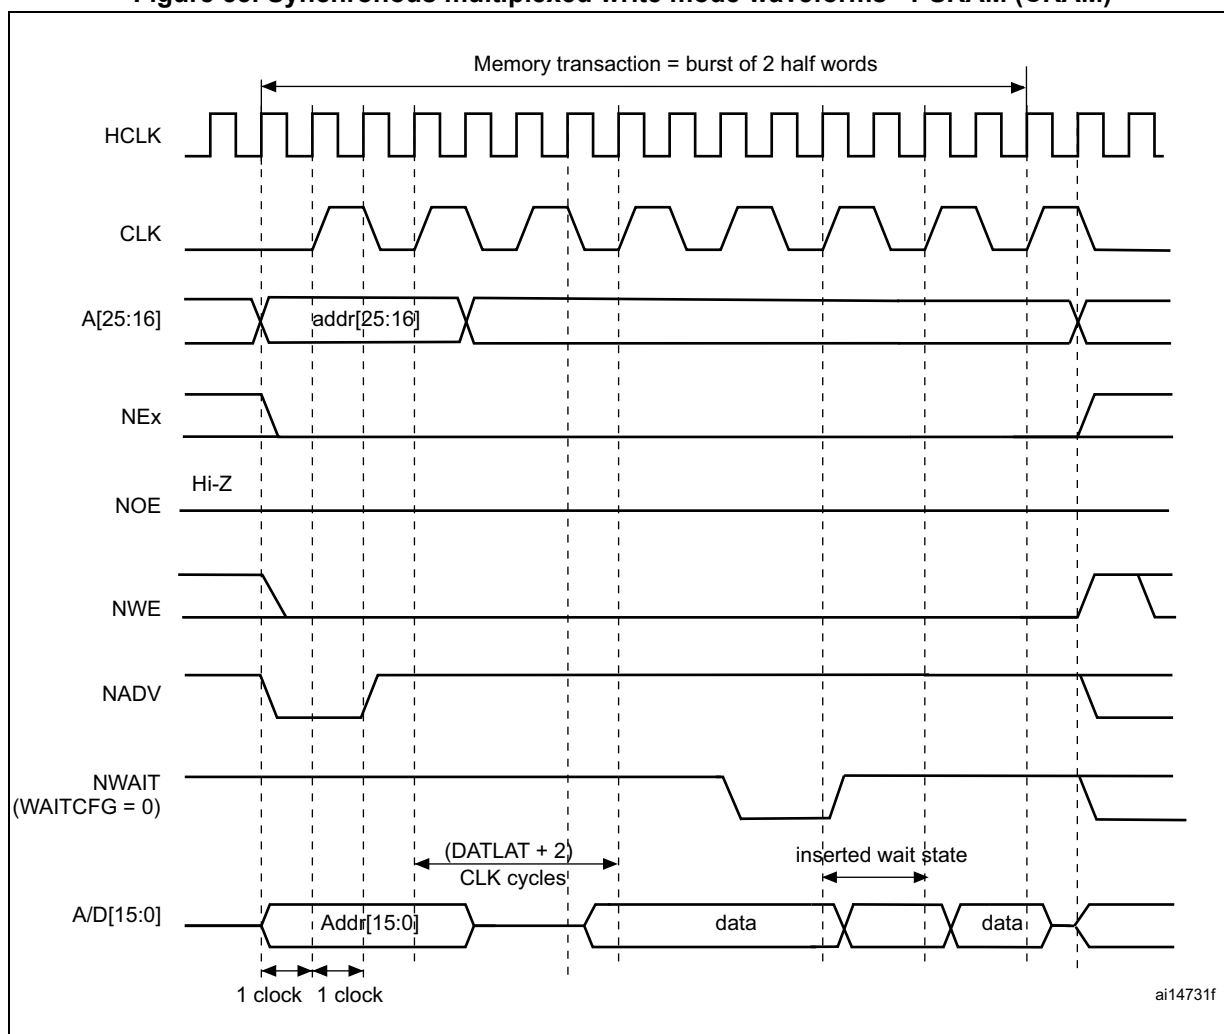 Memory transaction = burst of 2 half words
HCLK
CLK
A[25:16]
addr[25:16]
NEx
Hi-Z
NOE
NWE
NADV
NWAIT
(WAITCFG = 0)
(DATLAT + 2)
CLK cycles
inserted wait state
A/D[15:0]
Addr[15:0]
data
data
1 clock 1 clock
ai14731f